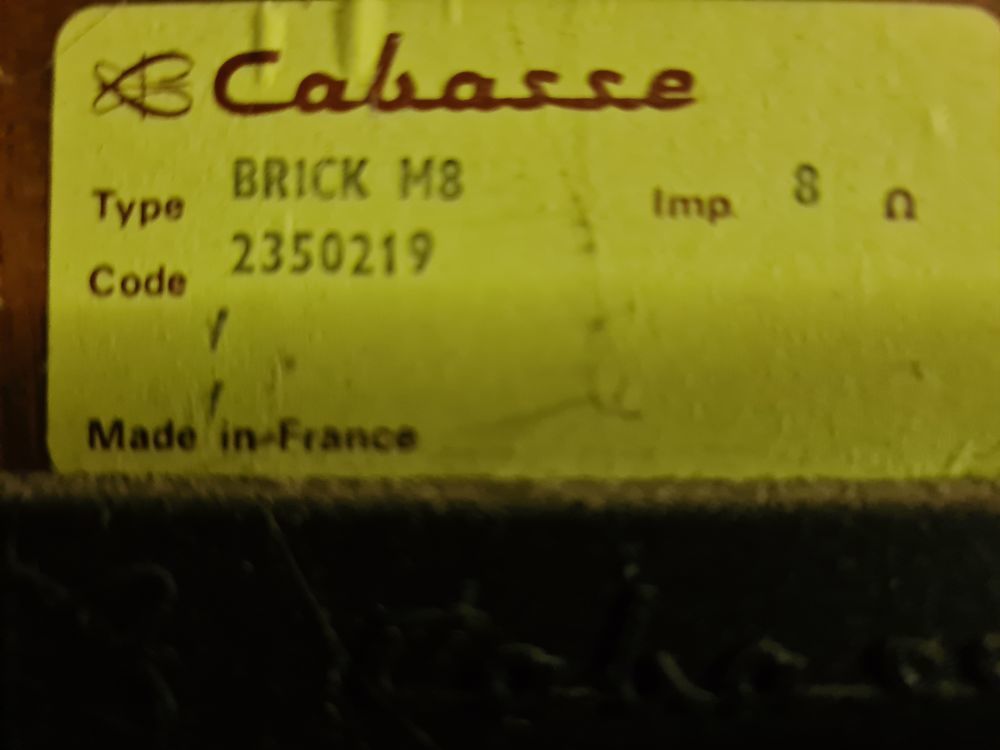 Cabasse
Type BRICK M8 Imp. 8 Ω
Code 2350219
/
/
Made in France